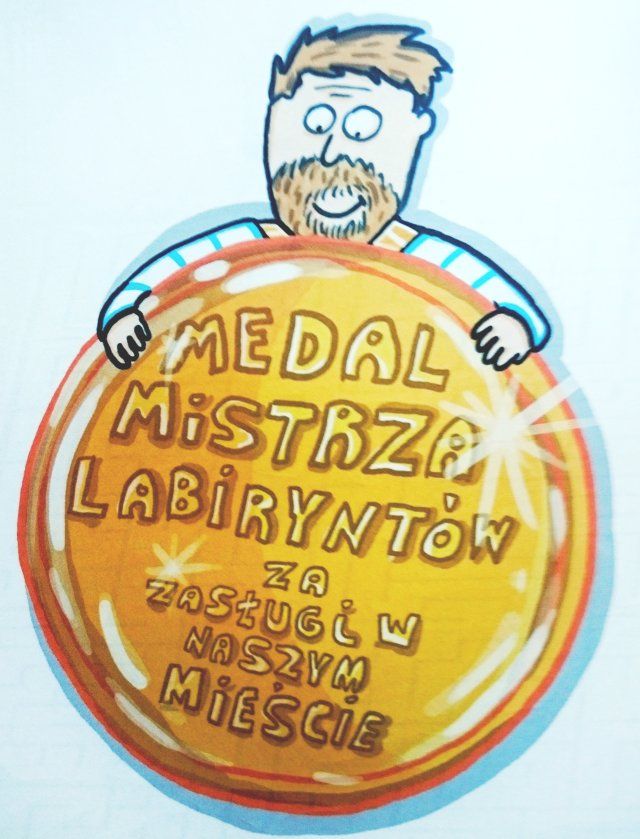 MEDAL
MiSTRZA
LABiRYNTÓW
ZA
ZASŁUGi W
NASZYM
MiEŚCiE